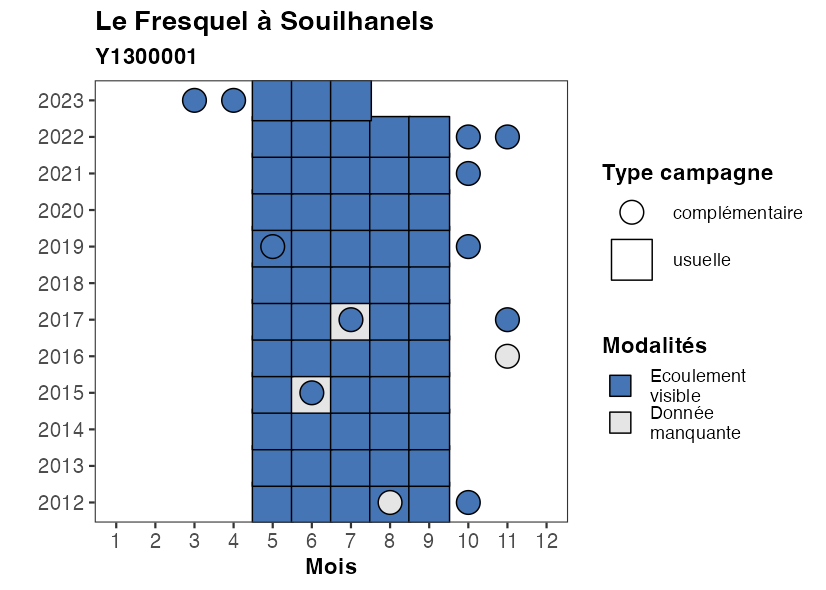 Le Fresquel à Souilhanels
Y1300001
2023
2022
2021
2020
2019
2018
2017
2016
2015
2014
2013
2012
1 2 3 4 5 6 7 8 9 10 11 12
Mois
Type campagne
complémentaire
usuelle
Modalités
Ecoulement
visible
Donnée
manquante